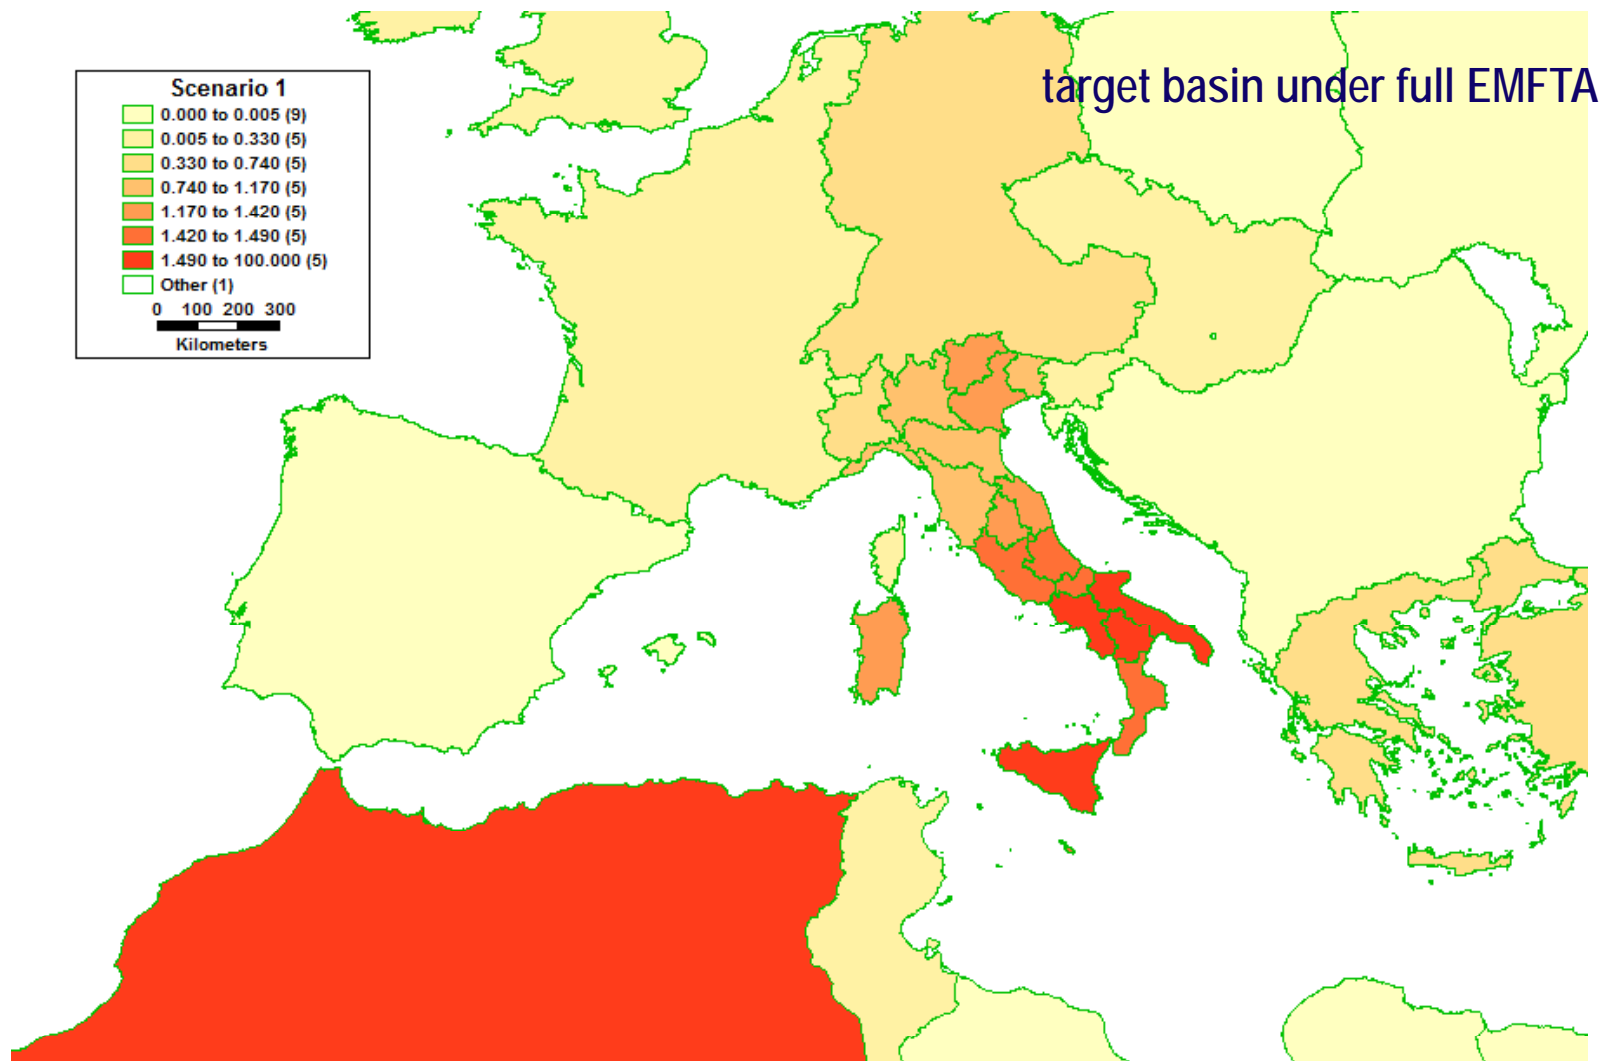 target basin under full EMFTA
Scenario 1
0.000 to 0.005 (9)
0.005 to 0.330 (5)
0.330 to 0.740 (5)
0.740 to 1.170 (5)
1.170 to 1.420 (5)
1.420 to 1.490 (5)
1.490 to 100.000 (5)
Other (1)
0 100 200 300
Kilometers